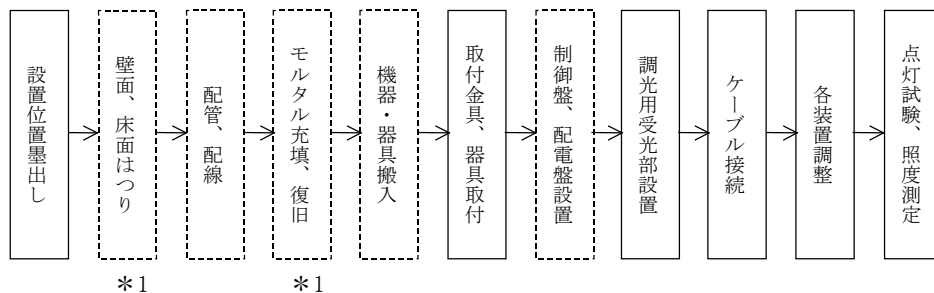 設置位置墨出し
壁面、床面はつり
配管、配線
モルタル充填、復旧
機器・器具搬入
取付金具、器具取付
制御盤、配電盤設置
調光用受光部設置
ケーブル接続
各装置調整
点灯試験、照度測定
＊1
＊1